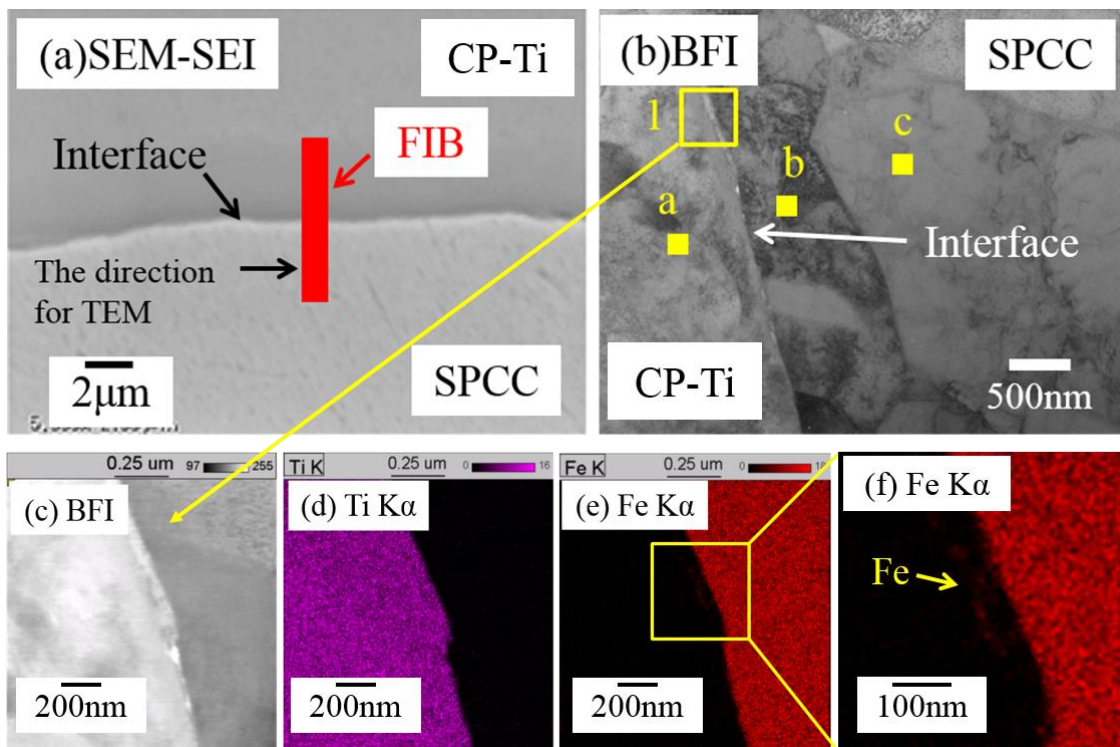 (a)SEM-SEI
CP-Ti
FIB
Interface
The direction
for TEM
2μm
SPCC
(b)BFI
SPCC
1
c
b
a
Interface
CP-Ti
500nm
0.25 um
97
255
(c) BFI
200nm
Ti K
0.25 um
0
16
(d) Ti Kα
200nm
Fe K
0.25 um
0
(e) Fe Kα
200nm
(f) Fe Kα
Fe
100nm